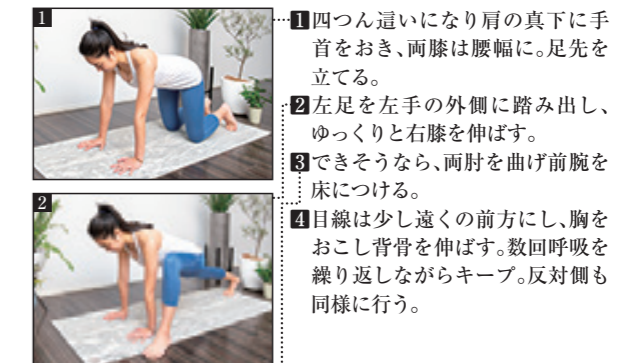 1
1四つん這いになり肩の真下に手
首をおき、両膝は腰幅に。足先を
立てる。
2左足を左手の外側に踏み出し、
ゆっくりと右膝を伸ばす。
3できそうなら、両肘を曲げ前腕を
床につける。
2
4目線は少し遠くの前方にし、胸を
おこし背骨を伸ばす。数回呼吸を
繰り返しながらキープ。反対側も
同様に行う。